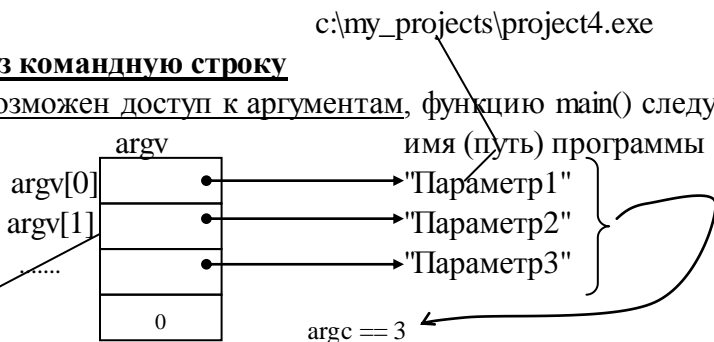 c:\my_projects\project4.exe
з командную строку
озможен доступ к аргументам, функцию main() следу
argv
имя (путь) программы
argv[0]
"Параметр1"
argv[1]
"Параметр2"
.......
"Параметр3"
0
argc == 3